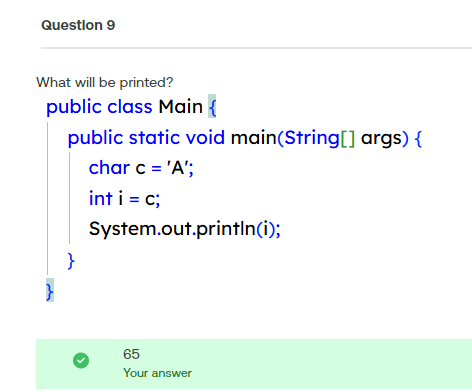 Question 9
What will be printed?
public class Main {
public static void main(String[] args) {
char c = 'A';
int i = c;
System.out.println(i);
}
}
65
Your answer